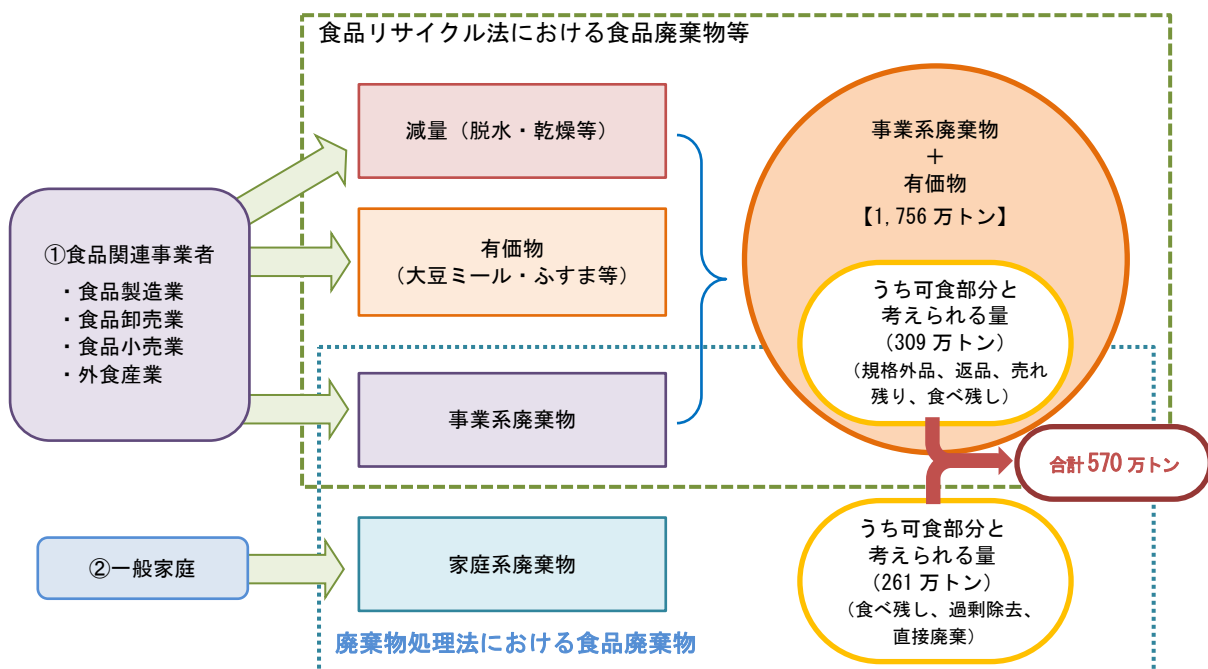 食品リサイクル法における食品廃棄物等
減量（脱水・乾燥等）
有価物
（大豆ミール・ふすま等）
事業系廃棄物
①食品関連事業者
・食品製造業
・食品卸売業
・食品小売業
・外食産業
事業系廃棄物
＋
有価物
【1,756 万トン】
うち可食部分と
考えられる量
（309 万トン）
（規格外品、返品、売れ
残り、食べ残し）
合計 570 万トン
②一般家庭
家庭系廃棄物
うち可食部分と
考えられる量
（261 万トン）
（食べ残し、過剰除去、
直接廃棄）
廃棄物処理法における食品廃棄物